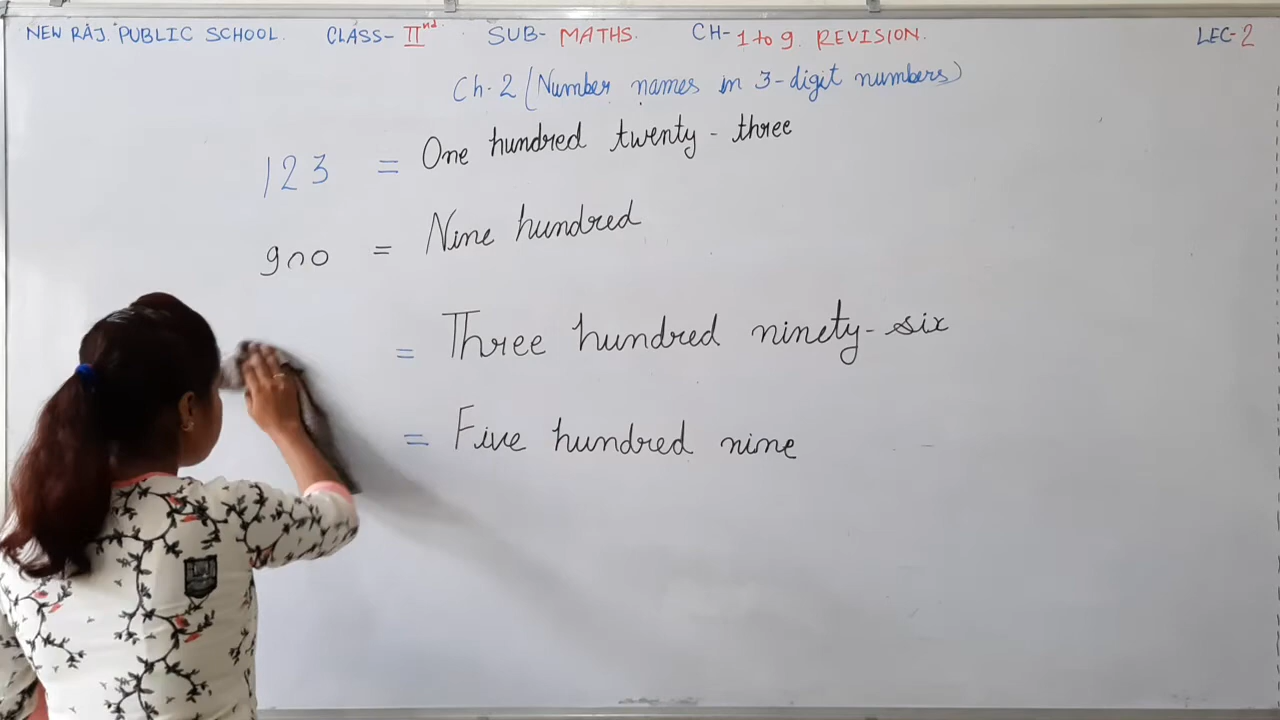 NEW RAJ. PUBLIC SCHOOL. CLASS- IInd. SUB- MATHS. CH- 1 to 9. REVISION. LEC-2
Ch. 2 (Number names in 3-digit numbers)
123 = One hundred twenty-three
900 = Nine hundred
= Three hundred ninety-six
= Five hundred nine